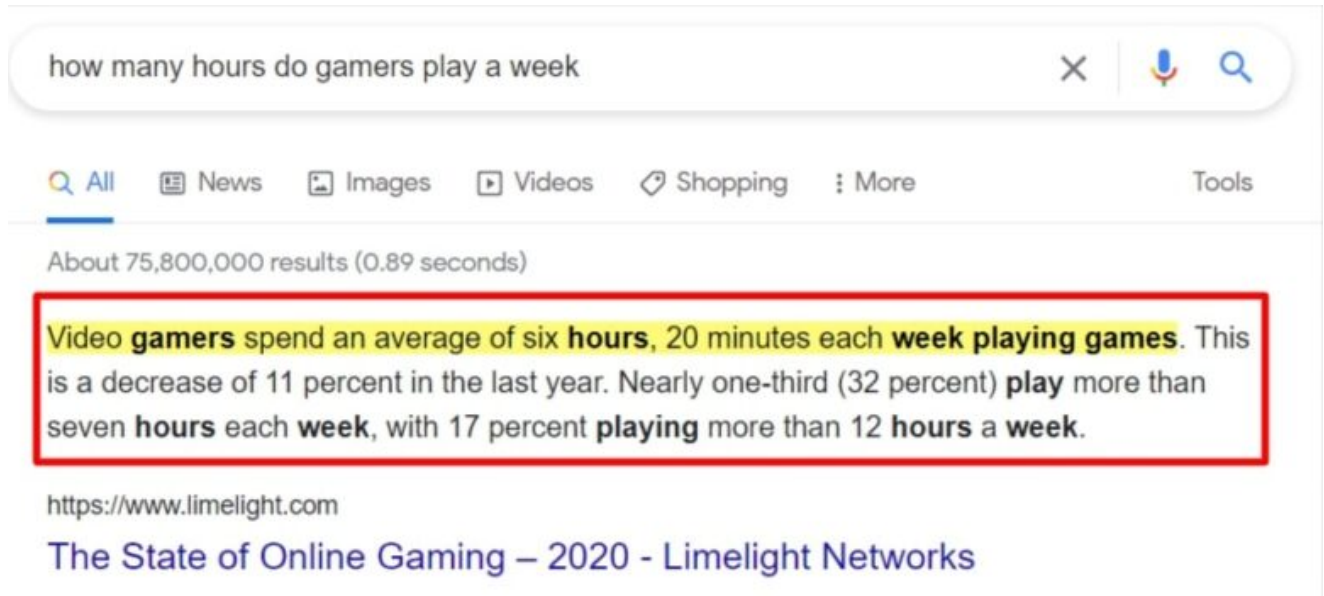 how many hours do gamers play a week
All News Images Videos Shopping More Tools
About 75,800,000 results (0.89 seconds)
Video gamers spend an average of six hours, 20 minutes each week playing games. This
is a decrease of 11 percent in the last year. Nearly one-third (32 percent) play more than
seven hours each week, with 17 percent playing more than 12 hours a week.
https://www.limelight.com
The State of Online Gaming – 2020 - Limelight Networks